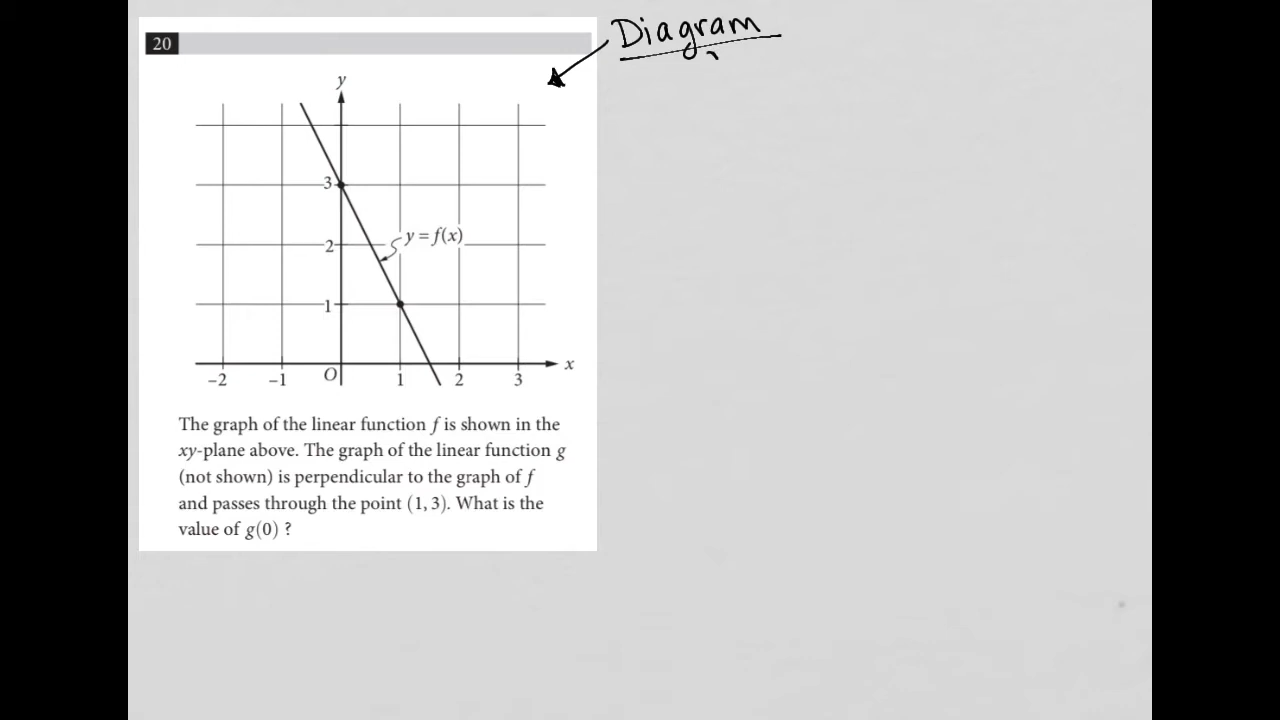 20
Diagram
y
3
y = f(x)
2
1
O
x
−2 −1 1 2 3
The graph of the linear function f is shown in the
xy-plane above. The graph of the linear function g
(not shown) is perpendicular to the graph of f
and passes through the point (1, 3). What is the
value of g(0) ?